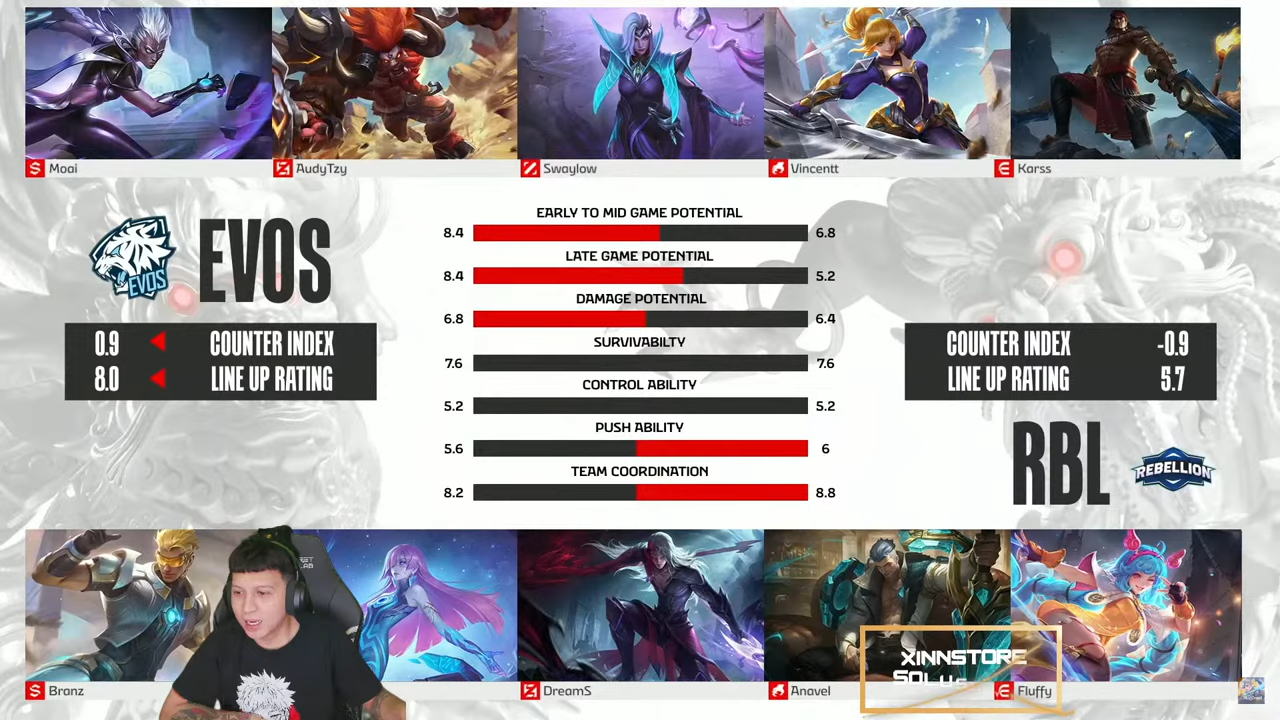 Moai
AudyTzy
Swaylow
Vincentt
Karss
EVOS
EVOS
0.9 COUNTER INDEX
8.0 LINE UP RATING
EARLY TO MID GAME POTENTIAL
8.4 6.8
LATE GAME POTENTIAL
8.4 5.2
DAMAGE POTENTIAL
6.8 6.4
SURVIVABILTY
7.6 7.6
CONTROL ABILITY
5.2 5.2
PUSH ABILITY
5.6 6
TEAM COORDINATION
8.2 8.8
COUNTER INDEX -0.9
LINE UP RATING 5.7
RBL
REBELLION
Branz
DreamS
Anavel
Fluffy
XINNSTORE